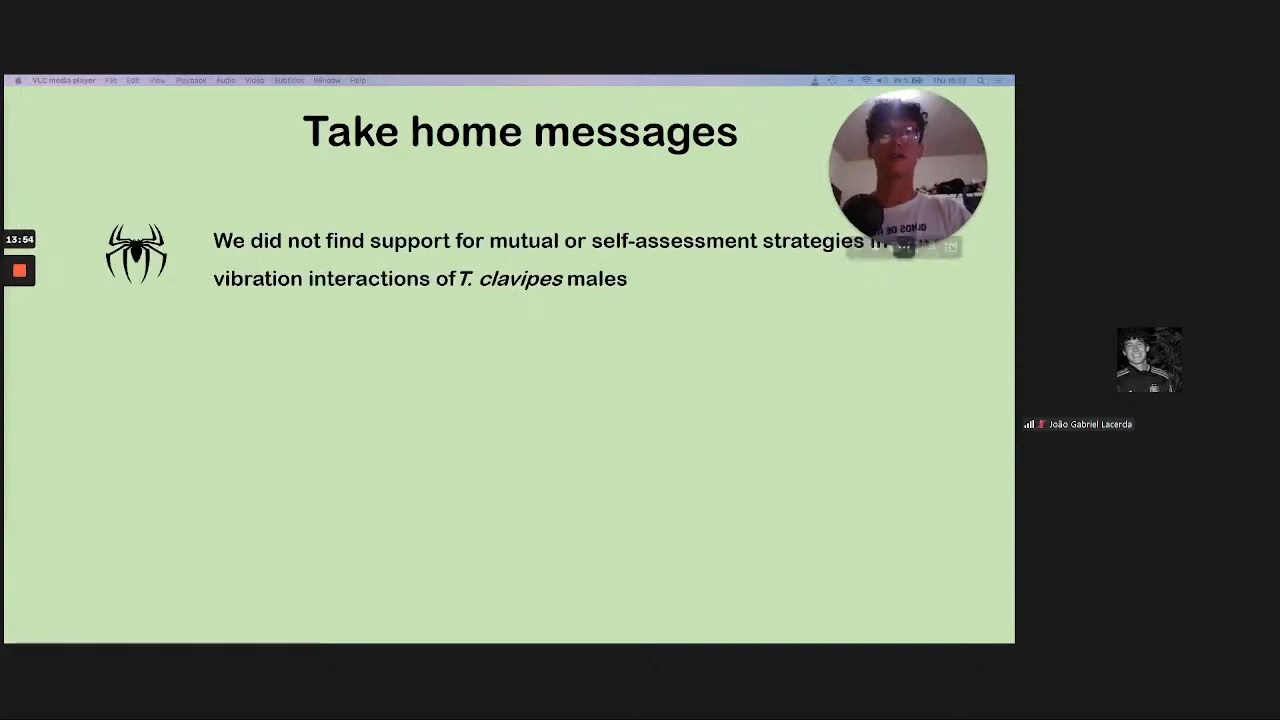 VLC media player File Edit View Playback Audio Video Subtitles Window Help
Take home messages
13:54
We did not find support for mutual or self-assessment strategies in
vibration interactions of T. clavipes males
João Gabriel Lacerda